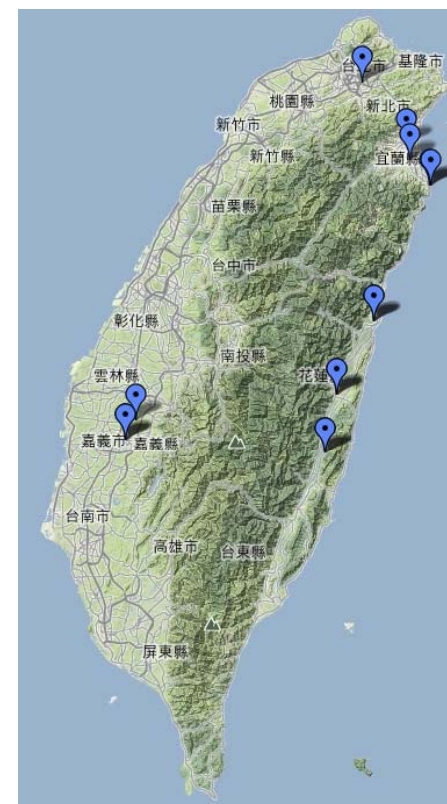 基隆市
台北市
桃園縣
新北市
新竹市
新竹縣
宜蘭縣
苗栗縣
台中市
彰化縣
南投縣
雲林縣
花蓮
嘉義市
嘉義縣
台南市
高雄市
台東縣
屏東縣